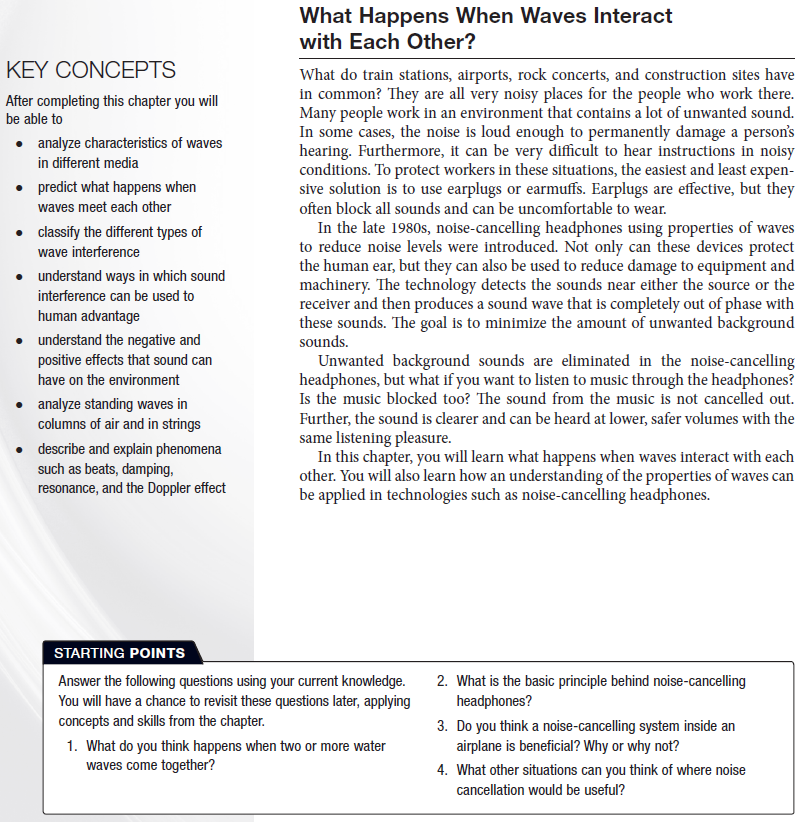 What Happens When Waves Interact
with Each Other?
KEY CONCEPTS
After completing this chapter you will
be able to
• analyze characteristics of waves
in different media
• predict what happens when
waves meet each other
• classify the different types of
wave interference
• understand ways in which sound
interference can be used to
human advantage
• understand the negative and
positive effects that sound can
have on the environment
• analyze standing waves in
columns of air and in strings
• describe and explain phenomena
such as beats, damping,
resonance, and the Doppler effect
What do train stations, airports, rock concerts, and construction sites have
in common? They are all very noisy places for the people who work there.
Many people work in an environment that contains a lot of unwanted sound.
In some cases, the noise is loud enough to permanently damage a person's
hearing. Furthermore, it can be very difficult to hear instructions in noisy
conditions. To protect workers in these situations, the easiest and least expen-
sive solution is to use earplugs or earmuffs. Earplugs are effective, but they
often block all sounds and can be uncomfortable to wear.
In the late 1980s, noise-cancelling headphones using properties of waves
to reduce noise levels were introduced. Not only can these devices protect
the human ear, but they can also be used to reduce damage to equipment and
machinery. The technology detects the sounds near either the source or the
receiver and then produces a sound wave that is completely out of phase with
these sounds. The goal is to minimize the amount of unwanted background
sounds.
Unwanted background sounds are eliminated in the noise-cancelling
headphones, but what if you want to listen to music through the headphones?
Is the music blocked too? The sound from the music is not cancelled out.
Further, the sound is clearer and can be heard at lower, safer volumes with the
same listening pleasure.
In this chapter, you will learn what happens when waves interact with each
other. You will also learn how an understanding of the properties of waves can
be applied in technologies such as noise-cancelling headphones.
STARTING POINTS
Answer the following questions using your current knowledge.
You will have a chance to revisit these questions later, applying
concepts and skills from the chapter.
1. What do you think happens when two or more water
waves come together?
2. What is the basic principle behind noise-cancelling
headphones?
3. Do you think a noise-cancelling system inside an
airplane is beneficial? Why or why not?
4. What other situations can you think of where noise
cancellation would be useful?